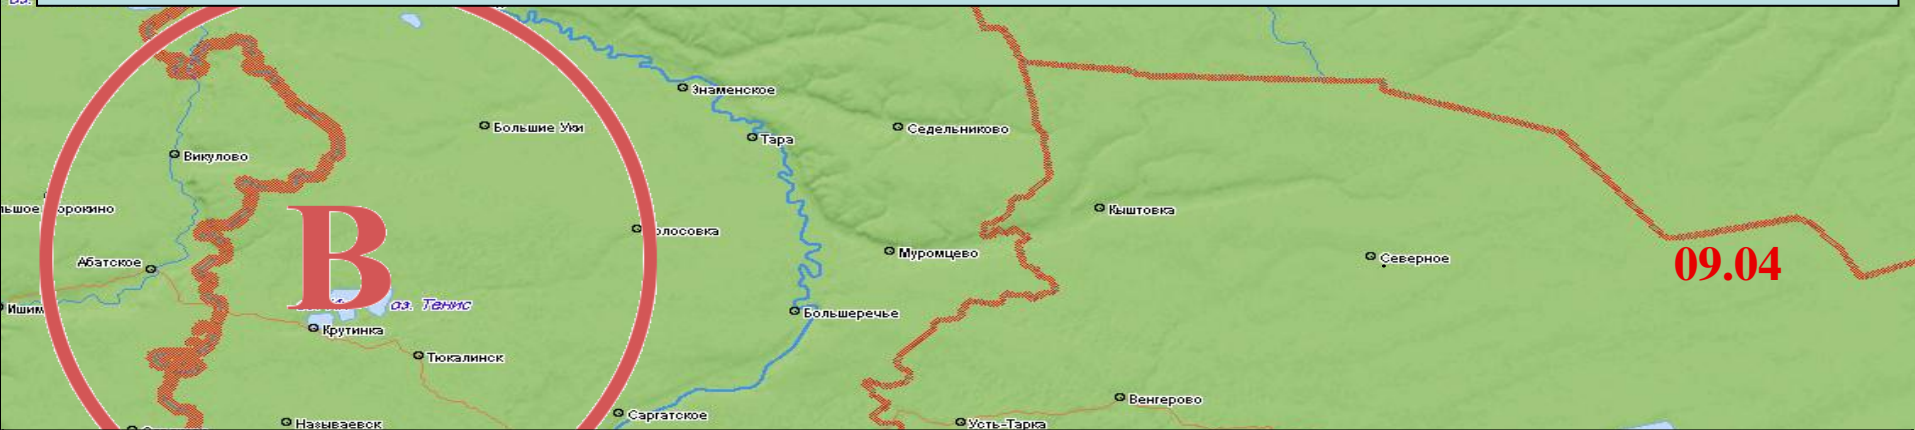 Знаменское
Большие Уки
Седельниково
Тара
Викулово
Кыштовка
09.04
В
Муромцево
Северное
Абатское
оз. Тенис
Ишим
Большеречье
Крутинка
Тюкалинск
Венгерово
Саргатское
Называевск
Усть-Тарка